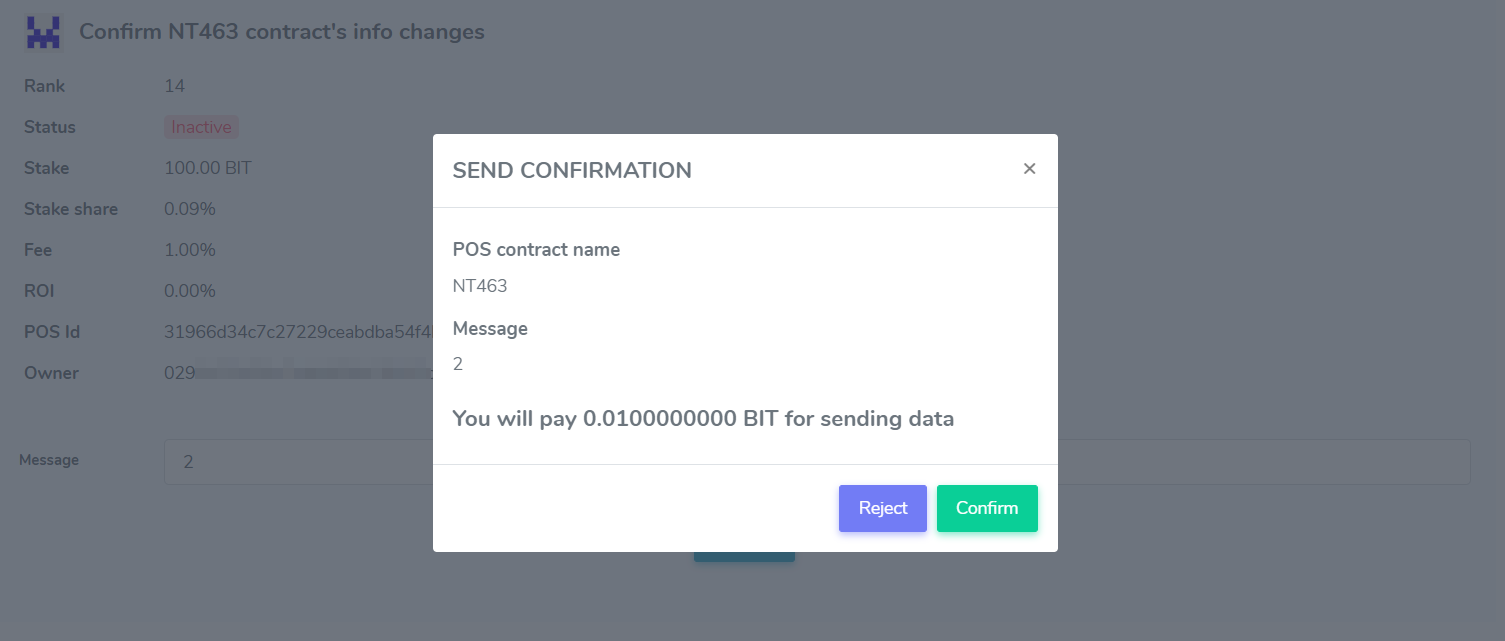 Confirm NT463 contract's info changes
Rank 14
Status Inactive
Stake 100.00 BIT
Stake share 0.09%
Fee 1.00%
ROI 0.00%
POS Id 31966d34c7c27229ceabdba54f4
Owner 029
Message 2
SEND CONFIRMATION ×
POS contract name
NT463
Message
2
You will pay 0.0100000000 BIT for sending data
Reject Confirm